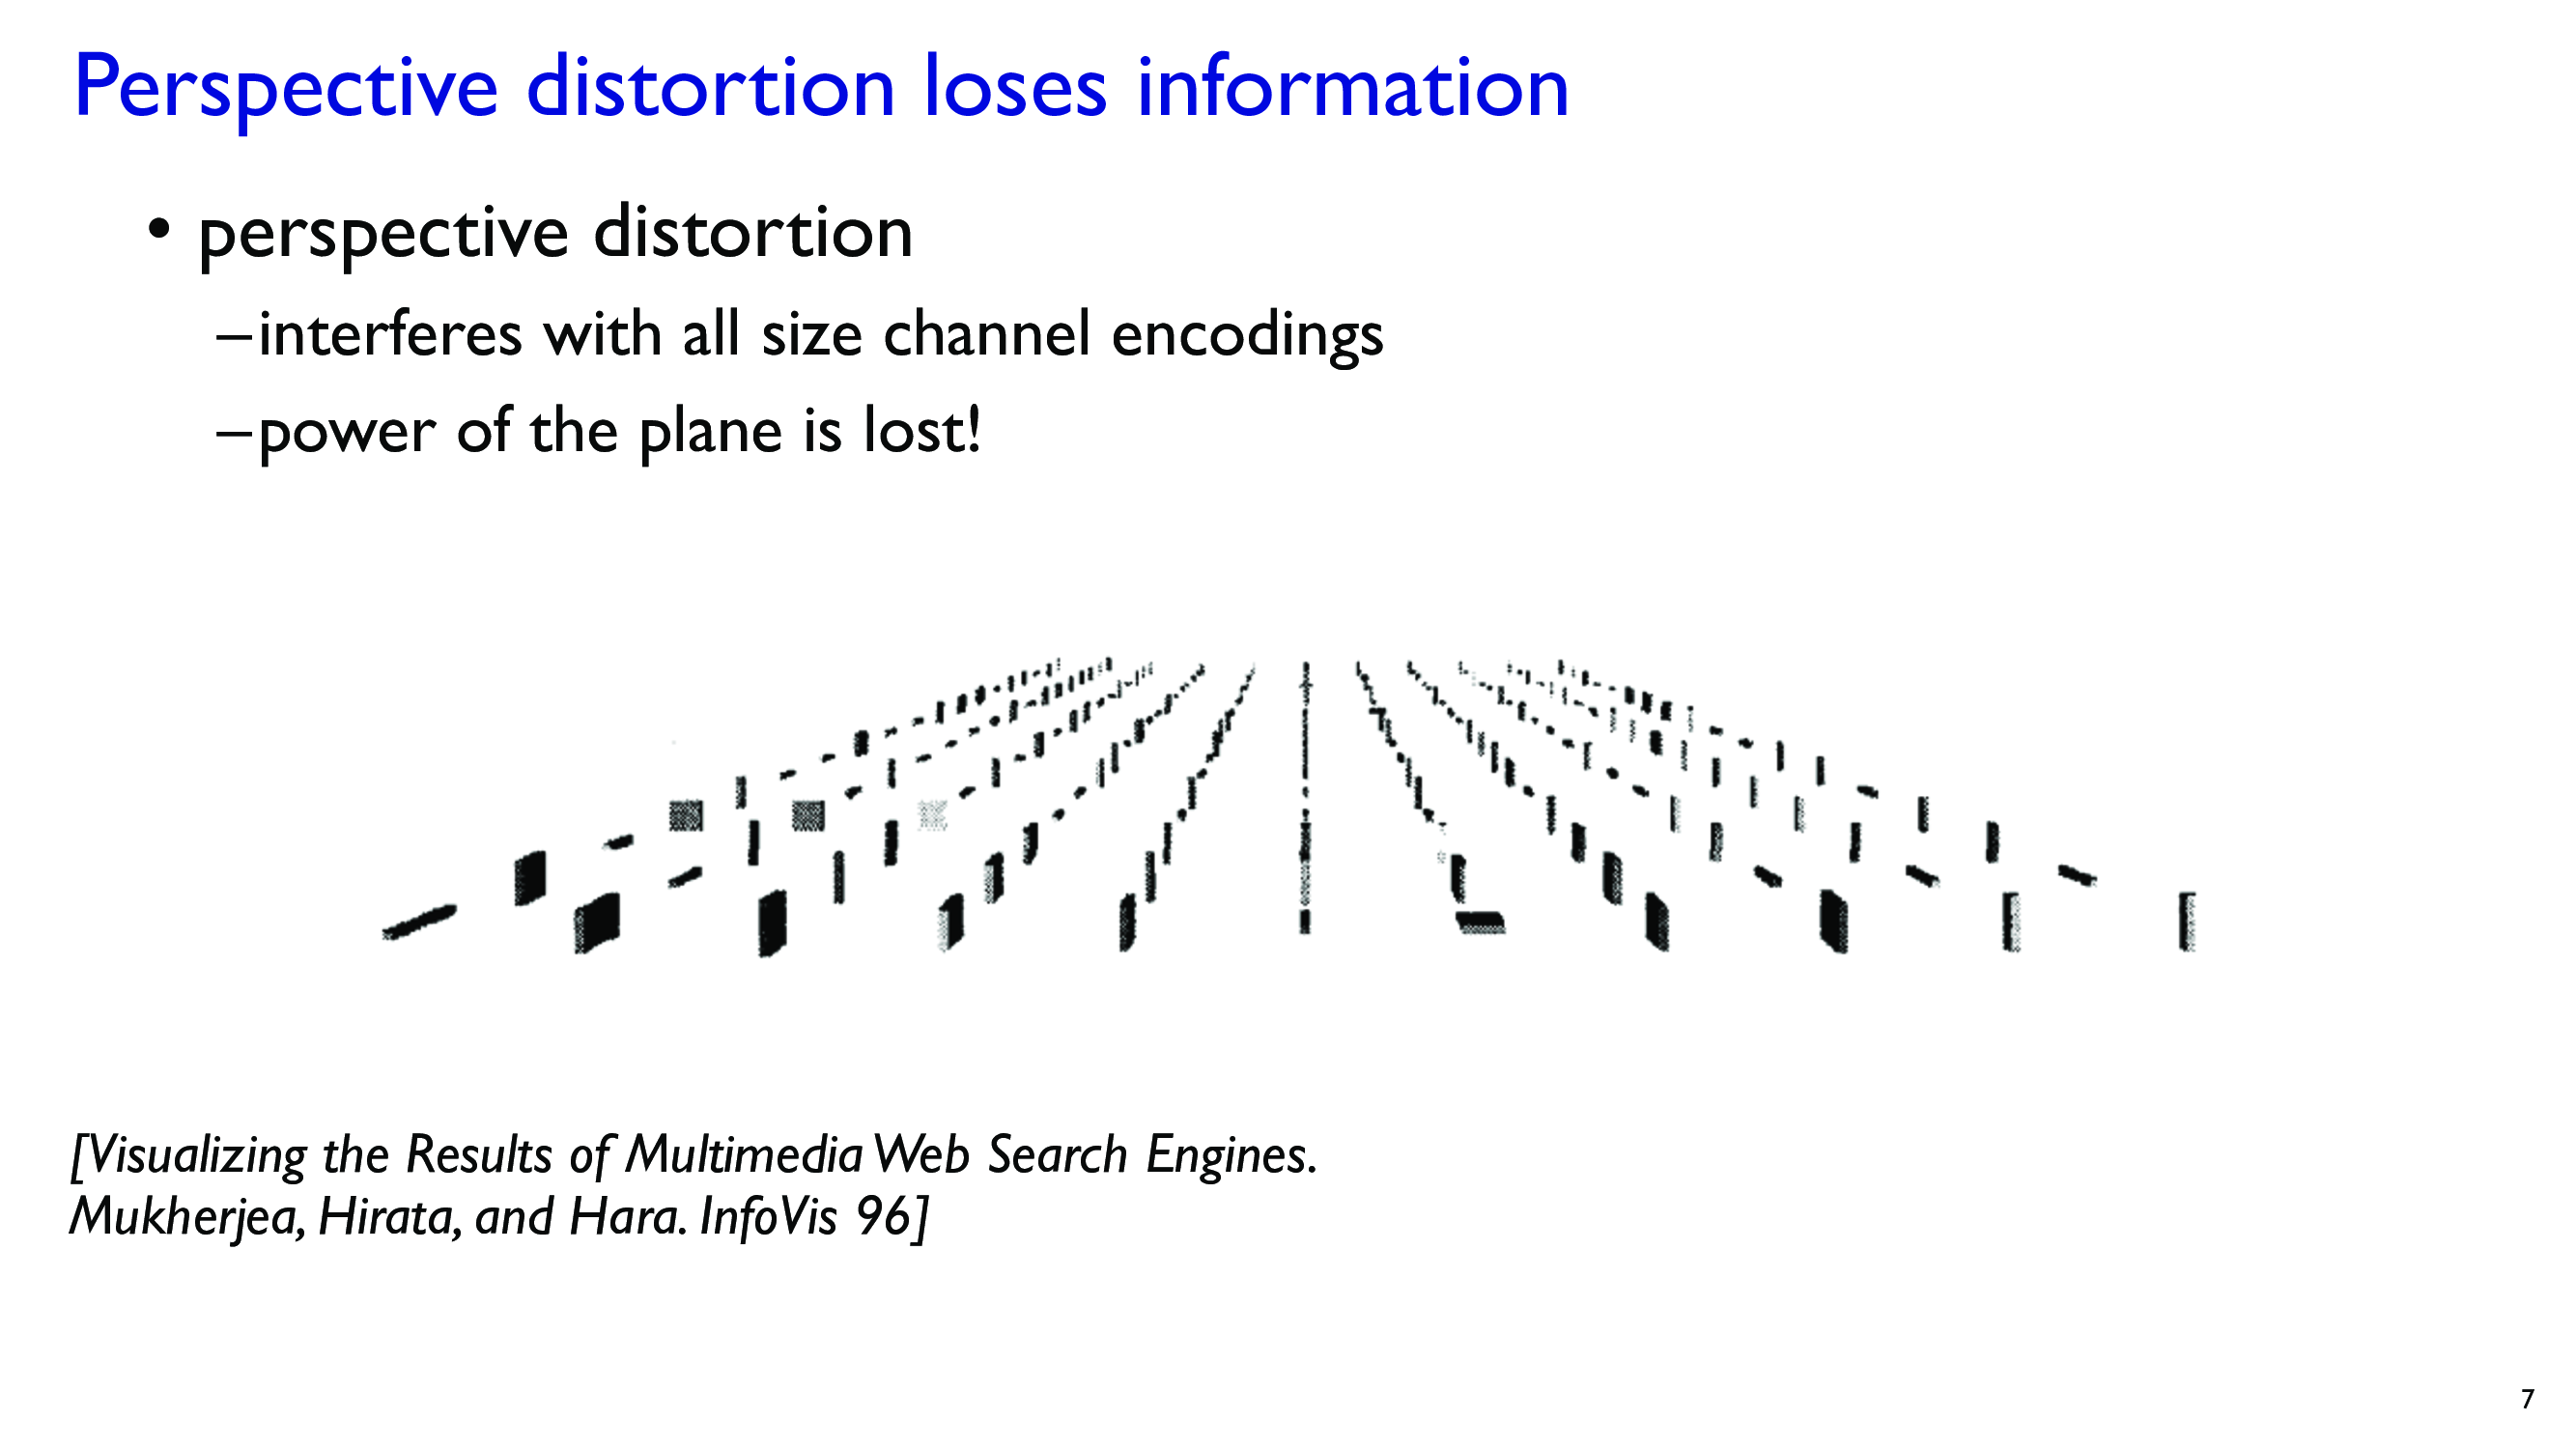 Perspective distortion loses information
• perspective distortion
–interferes with all size channel encodings
–power of the plane is lost!
[Visualizing the Results of Multimedia Web Search Engines.
Mukherjea, Hirata, and Hara. InfoVis 96]
7